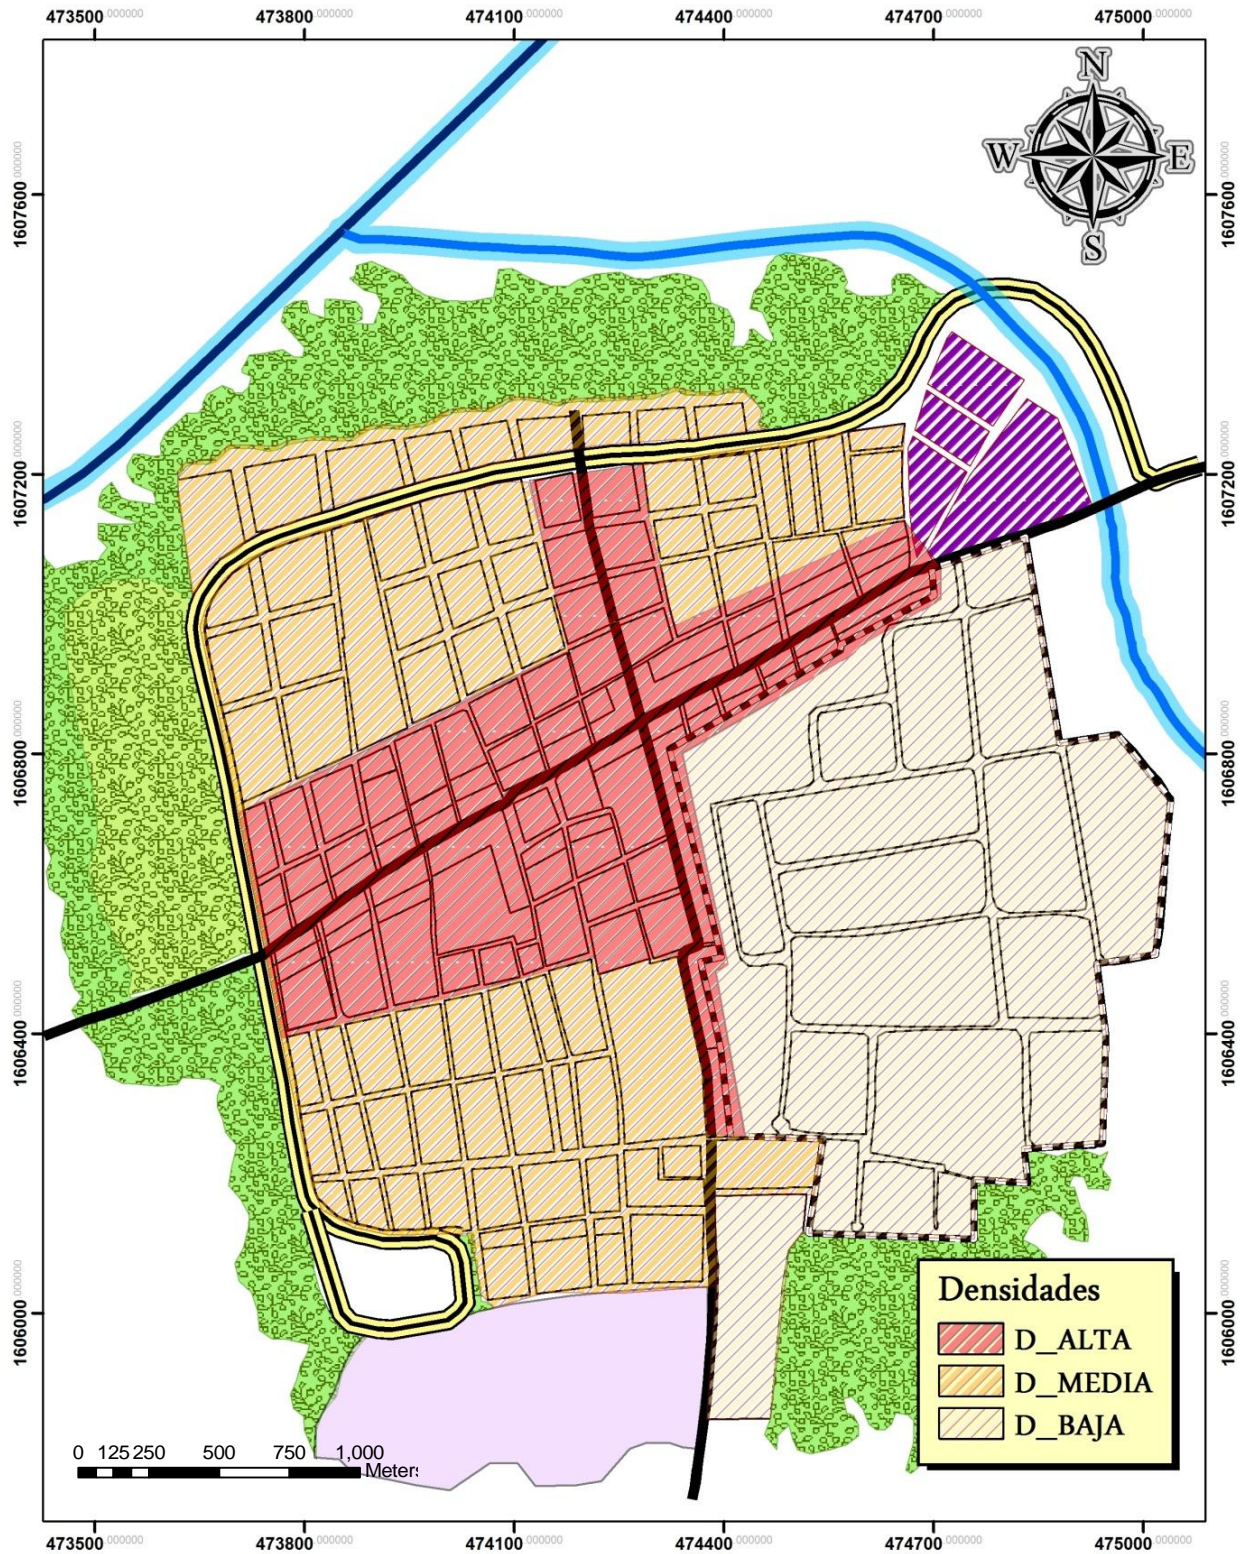 473500.000000 473800.000000 474100.000000 474400.000000 474700.000000 475000.000000
N
W E
S
1607600.000000 1607600.000000
1607200.000000 1607200.000000
1606800.000000 1606800.000000
1606400.000000 1606400.000000
1606000.000000 1606000.000000
Densidades
D_ALTA
D_MEDIA
D_BAJA
0 125 250 500 750 1,000
Meters
473500.000000 473800.000000 474100.000000 474400.000000 474700.000000 475000.000000